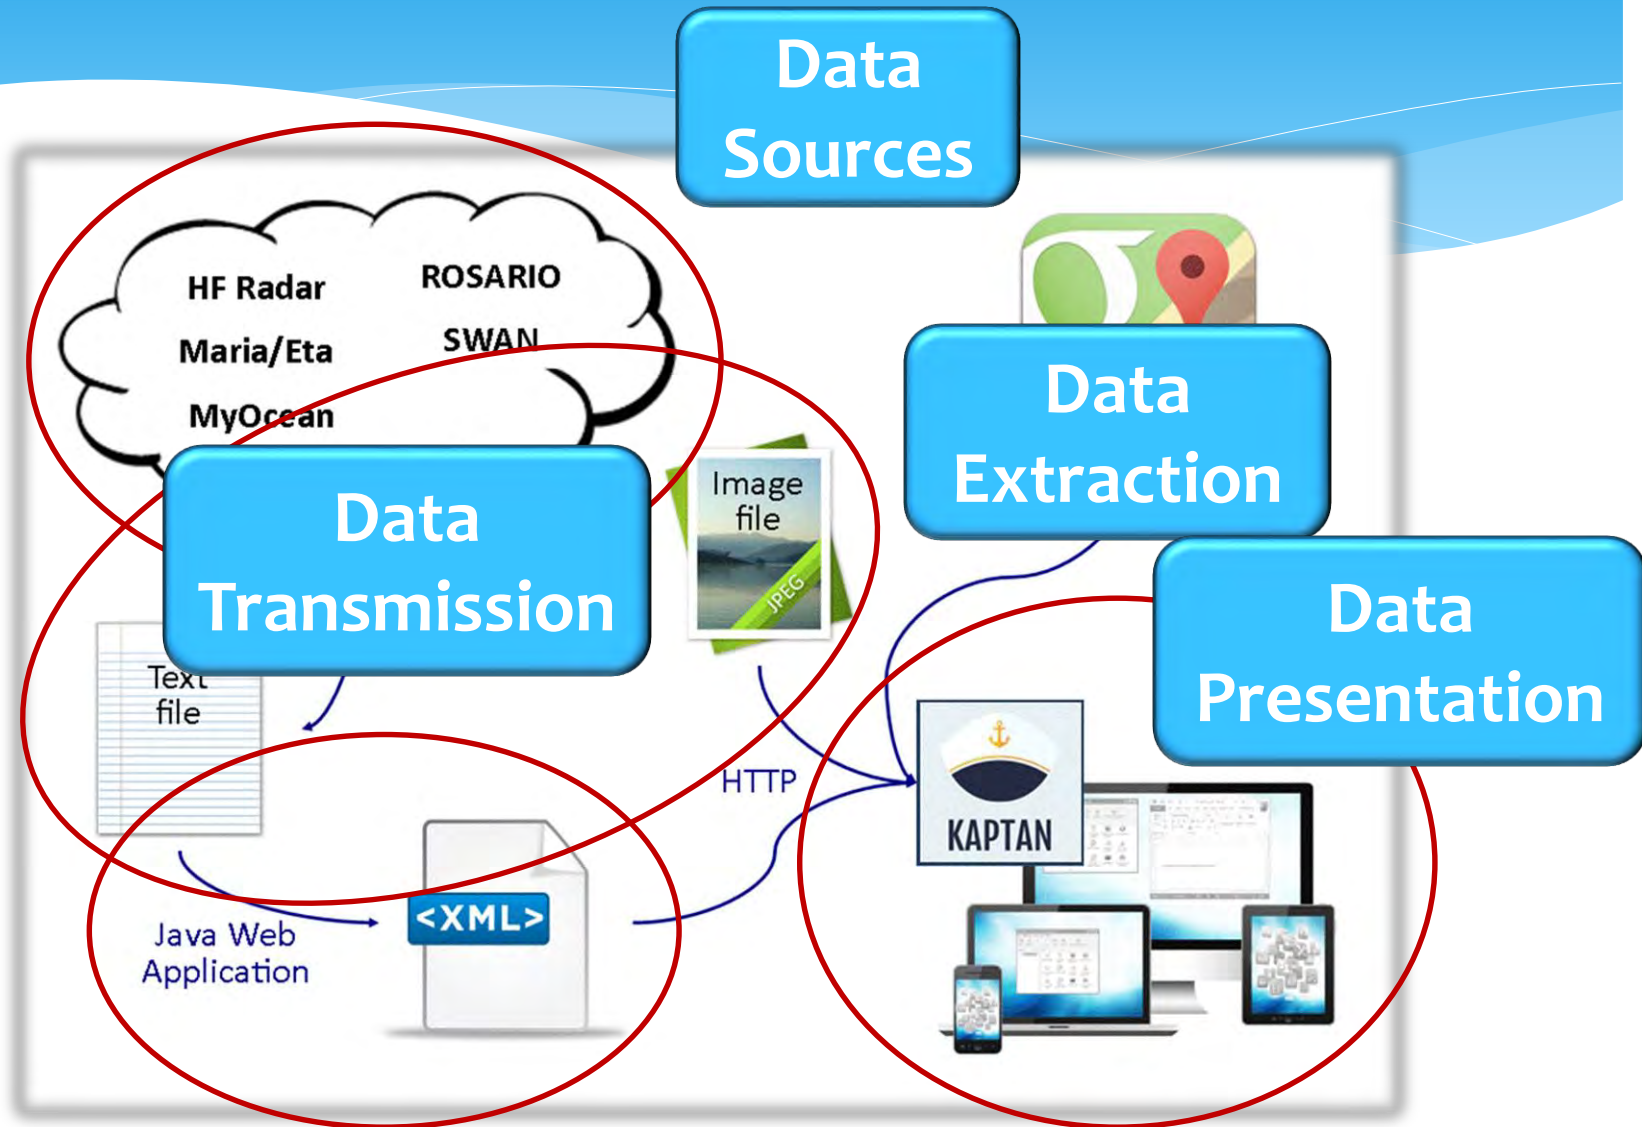 Data
Sources
HF Radar
ROSARIO
Maria/Eta
SWAN
MyOcean
Data
Extraction
Image
file
JPEG
Data
Transmission
Data
Presentation
Text
file
HTTP
KAPTAN
<XML>
Java Web
Application